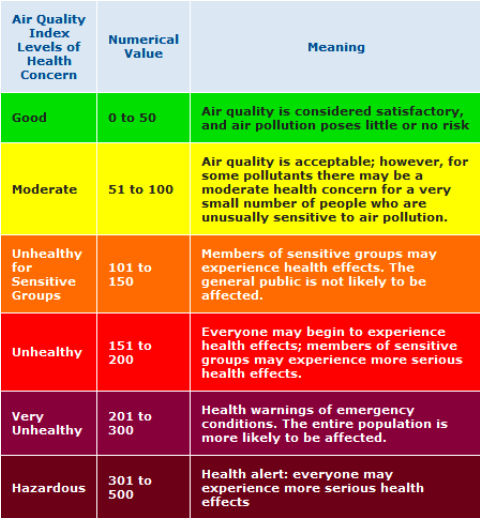 Air Quality
Index
Levels of
Health
Concern
Numerical
Value
Meaning
Good
0 to 50
Air quality is considered satisfactory,
and air pollution poses little or no risk
Moderate
51 to 100
Air quality is acceptable; however, for
some pollutants there may be a
moderate health concern for a very
small number of people who are
unusually sensitive to air pollution.
Unhealthy
for
Sensitive
Groups
101 to
150
Members of sensitive groups may
experience health effects. The
general public is not likely to be
affected.
Unhealthy
151 to
200
Everyone may begin to experience
health effects; members of sensitive
groups may experience more serious
health effects.
Very
Unhealthy
201 to
300
Health warnings of emergency
conditions. The entire population is
more likely to be affected.
Hazardous
301 to
500
Health alert: everyone may
experience more serious health
effects